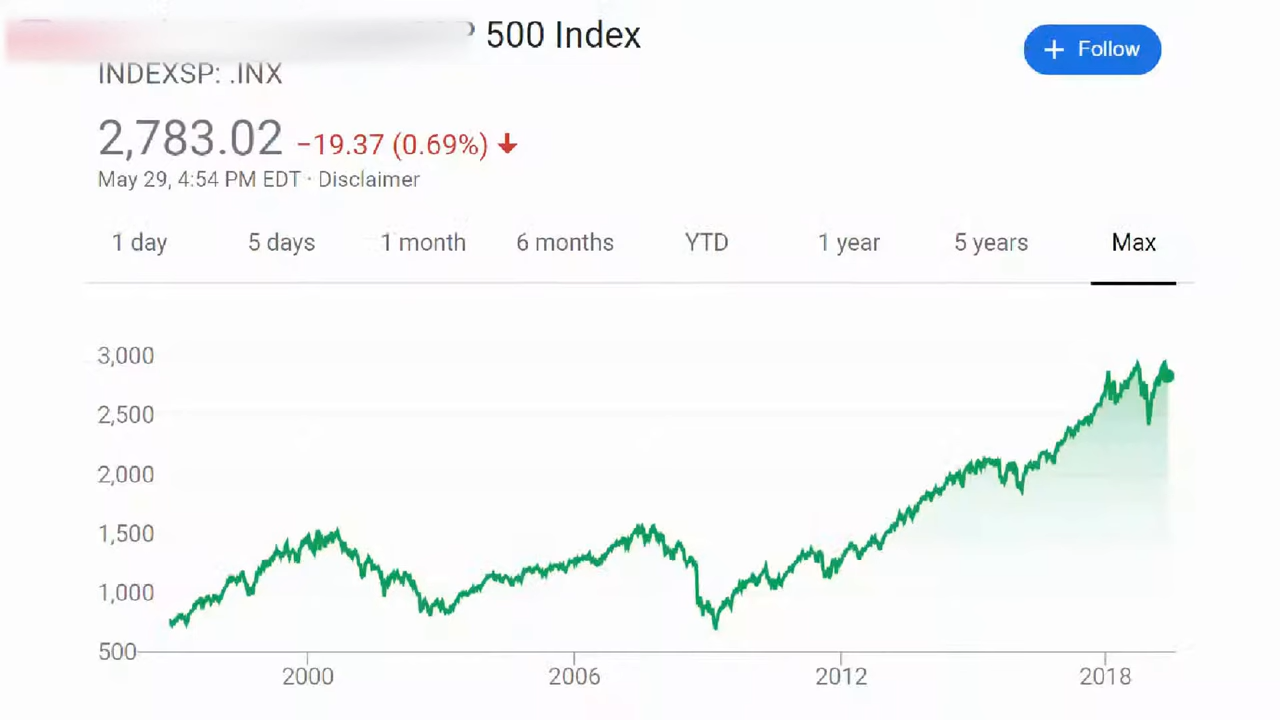 500 Index
+ Follow
INDEXSP: .INX
2,783.02 −19.37 (0.69%)
May 29, 4:54 PM EDT · Disclaimer
1 day 5 days 1 month 6 months YTD 1 year 5 years Max
3,000
2,500
2,000
1,500
1,000
500
2000 2006 2012 2018